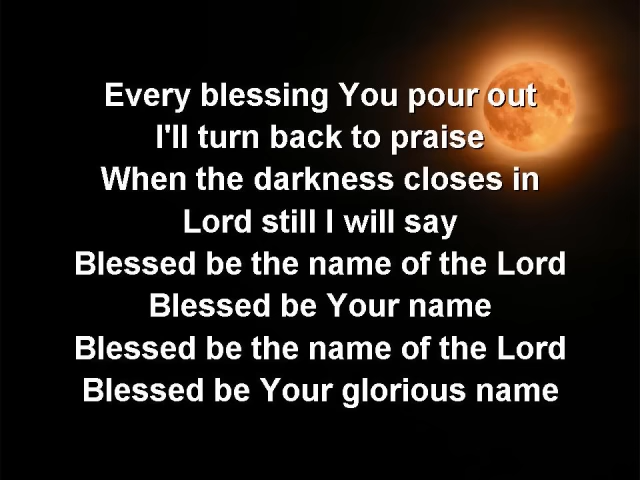 Every blessing You pour out
I'll turn back to praise
When the darkness closes in
Lord still I will say
Blessed be the name of the Lord
Blessed be Your name
Blessed be the name of the Lord
Blessed be Your glorious name